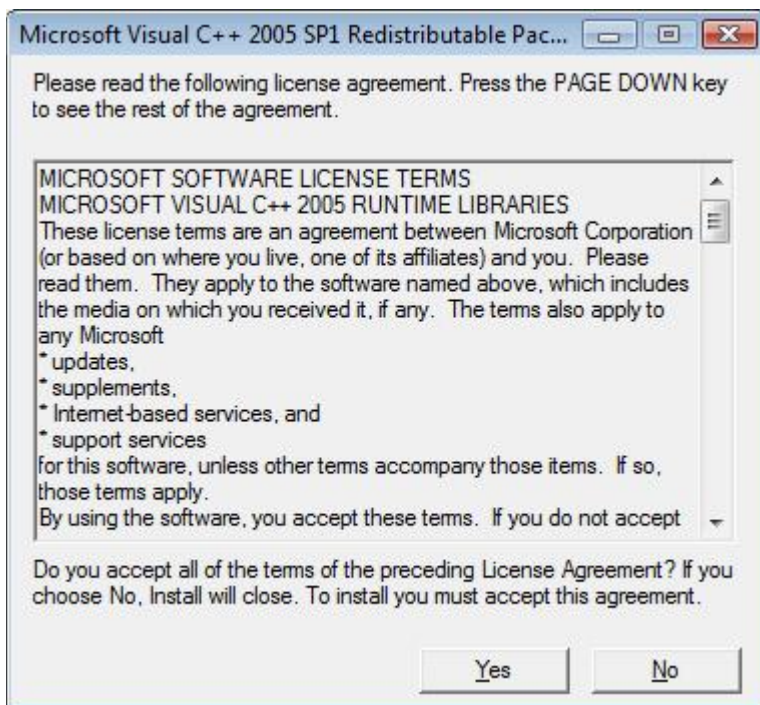 Microsoft Visual C++ 2005 SP1 Redistributable Pac...
Please read the following license agreement. Press the PAGE DOWN key
to see the rest of the agreement.
MICROSOFT SOFTWARE LICENSE TERMS
MICROSOFT VISUAL C++ 2005 RUNTIME LIBRARIES
These license terms are an agreement between Microsoft Corporation
(or based on where you live, one of its affiliates) and you.  Please
read them.  They apply to the software named above, which includes
the media on which you received it, if any.  The terms also apply to
any Microsoft
* updates,
* supplements,
* Internet-based services, and
* support services
for this software, unless other terms accompany those items.  If so,
those terms apply.
By using the software, you accept these terms.  If you do not accept
Do you accept all of the terms of the preceding License Agreement? If you
choose No, Install will close. To install you must accept this agreement.
Yes
No